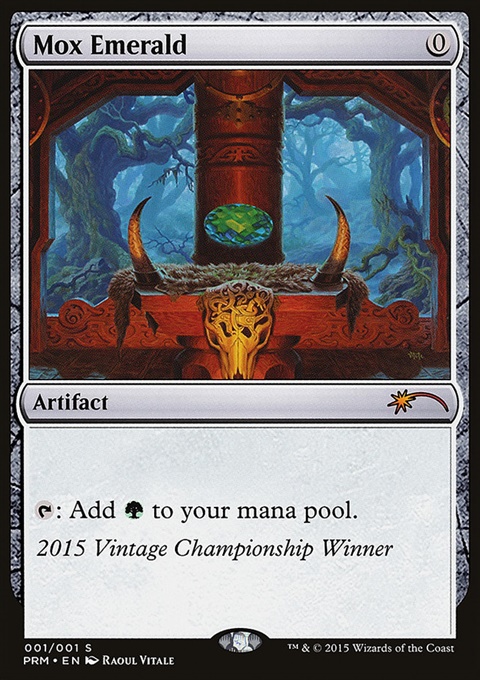 Mox Emerald 0
Artifact
: Add to your mana pool.
2015 Vintage Championship Winner
001/001 S
PRM • EN Raoul Vitale
™ & © 2015 Wizards of the Coast